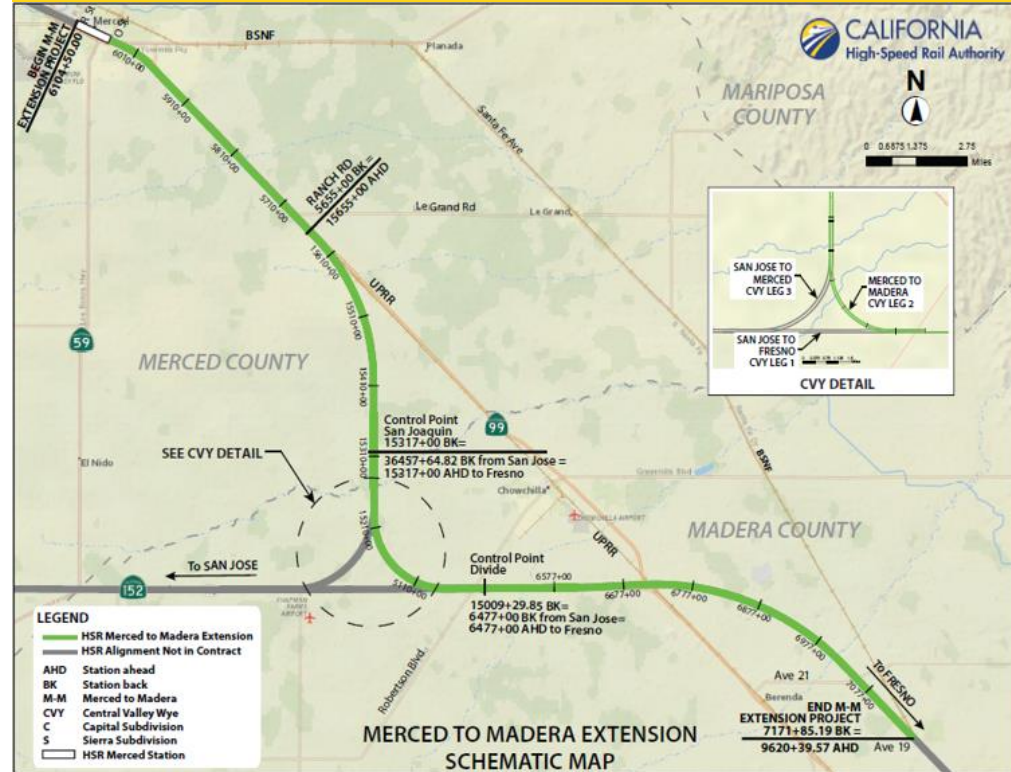 CALIFORNIA
High-Speed Rail Authority
N
0 0.6875 1.375 2.75
Miles
BEGIN M-M
EXTENSION PROJECT
6104+50.00
Merced
BSNF
Planada
Santa Fe Ave
MARIPOSA
COUNTY
6010+00
5910+00
5810+00
5710+00
RANCH RD
5655+00 BK =
15655+00 AHD
Le Grand Rd
Le Grand
15610+00
UPRR
15510+00
15410+00
59
MERCED COUNTY
SAN JOSE TO
MERCED
CVY LEG 3
MERCED TO
MADERA
CVY LEG 2
SAN JOSE TO
FRESNO
CVY LEG 1
CVY DETAIL
Control Point
San Joaquin
15317+00 BK=
36457+64.82 BK from San Jose =
15317+00 AHD to Fresno
99
15310+00
SEE CVY DETAIL
El Nido
BSNF
Chowchilla
CHOWCHILLA AIRPORT
MADERA COUNTY
15210+00
UPRR
To SAN JOSE
152
5110+00
Control Point
Divide
6577+00
6677+00
6777+00
6877+00
6977+00
7077+00
15009+29.85 BK=
6477+00 BK from San Jose=
6477+00 AHD to Fresno
Robertson Blvd.
To FRESNO
Ave 21
Berenda
END M-M
EXTENSION PROJECT
7171+85.19 BK =
9620+39.57 AHD
Ave 19
LEGEND
HSR Merced to Madera Extension
HSR Alignment Not in Contract
AHD Station ahead
BK Station back
M-M Merced to Madera
CVY Central Valley Wye
C Capital Subdivision
S Sierra Subdivision
HSR Merced Station
MERCED TO MADERA EXTENSION
SCHEMATIC MAP